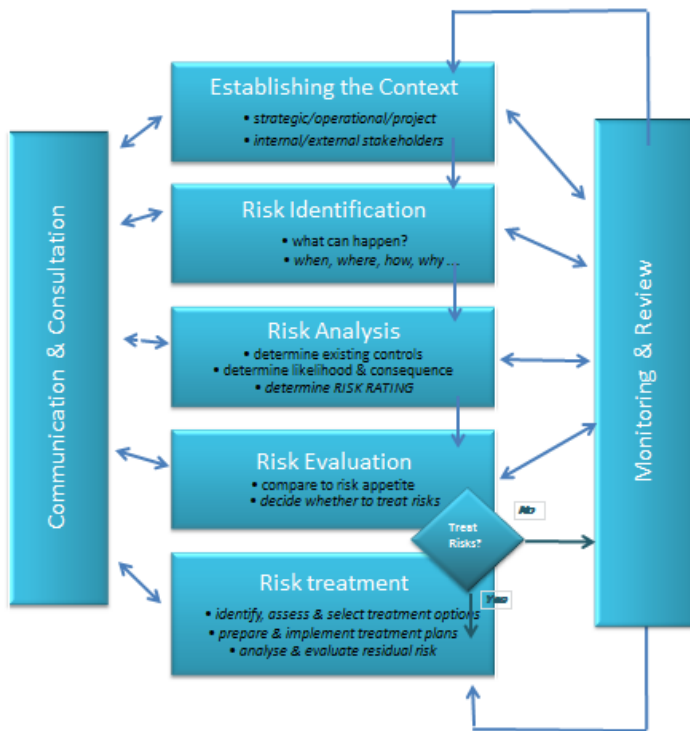 Establishing the Context
• strategic/operational/project
• internal/external stakeholders
Risk Identification
• what can happen?
• when, where, how, why ...
Risk Analysis
• determine existing controls
• determine likelihood & consequence
• determine RISK RATING
Risk Evaluation
• compare to risk appetite
• decide whether to treat risks
Treat
Risks?
No
Yes
Risk treatment
• identify, assess & select treatment options
• prepare & implement treatment plans
• analyse & evaluate residual risk
Communication & Consultation
Monitoring & Review